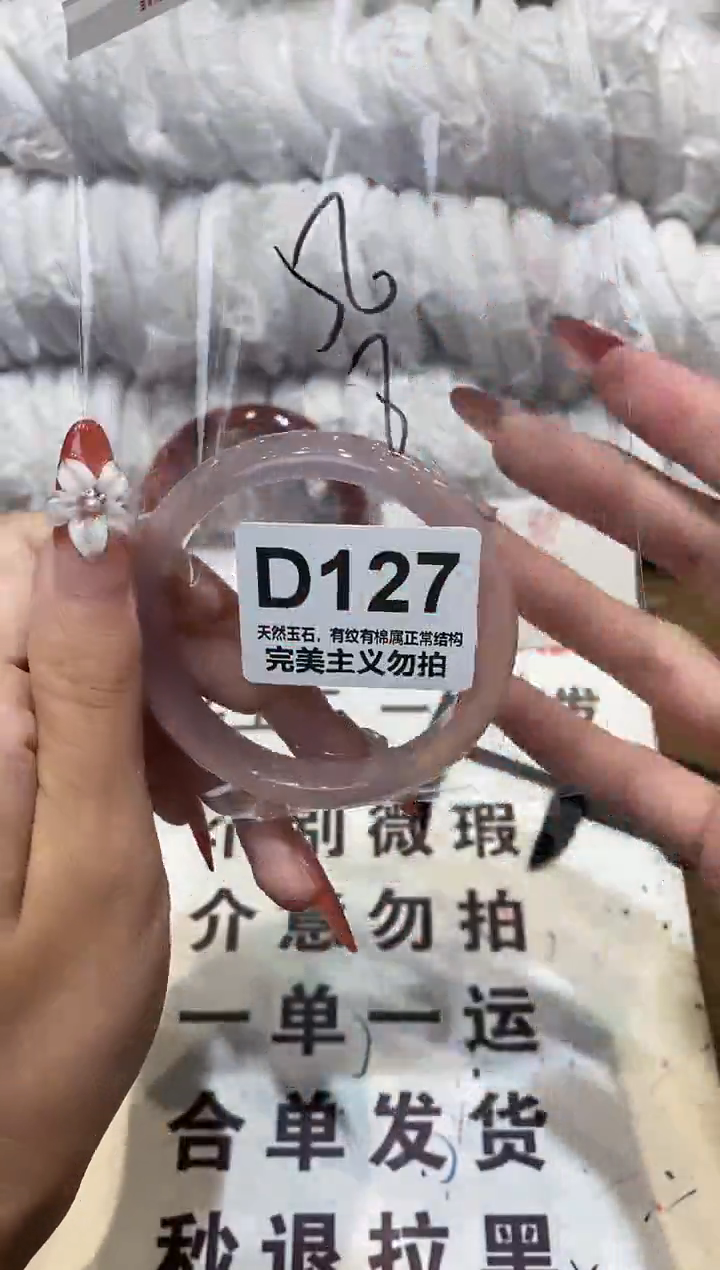 56
D127
天然玉石，有纹有棉属正常结构
完美主义勿拍
个别微瑕
介意勿拍
一单一运
合单发货
秒退拉黑